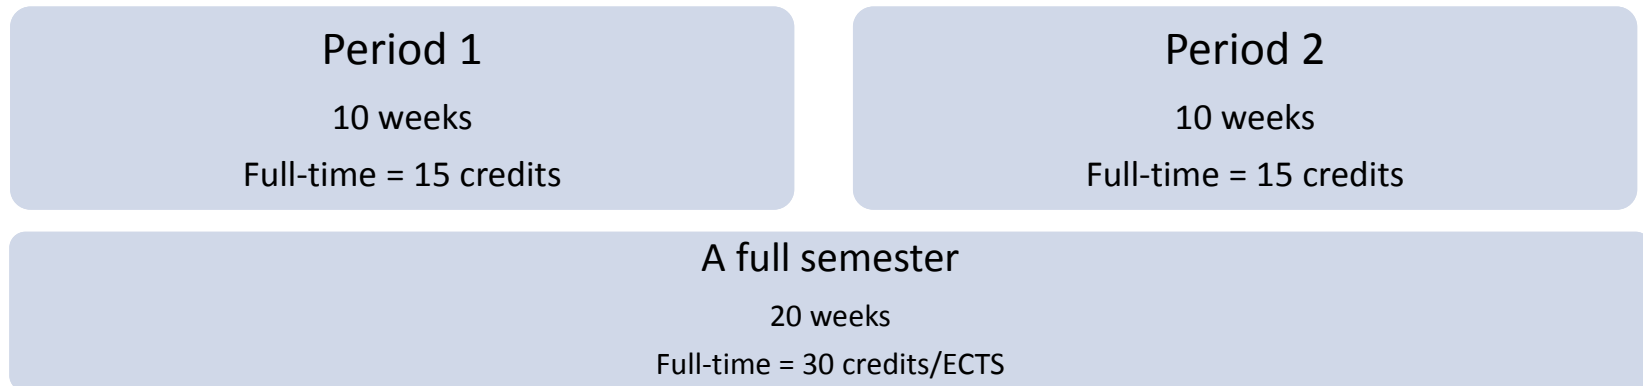 Period 1
10 weeks
Full-time = 15 credits
Period 2
10 weeks
Full-time = 15 credits
A full semester
20 weeks
Full-time = 30 credits/ECTS